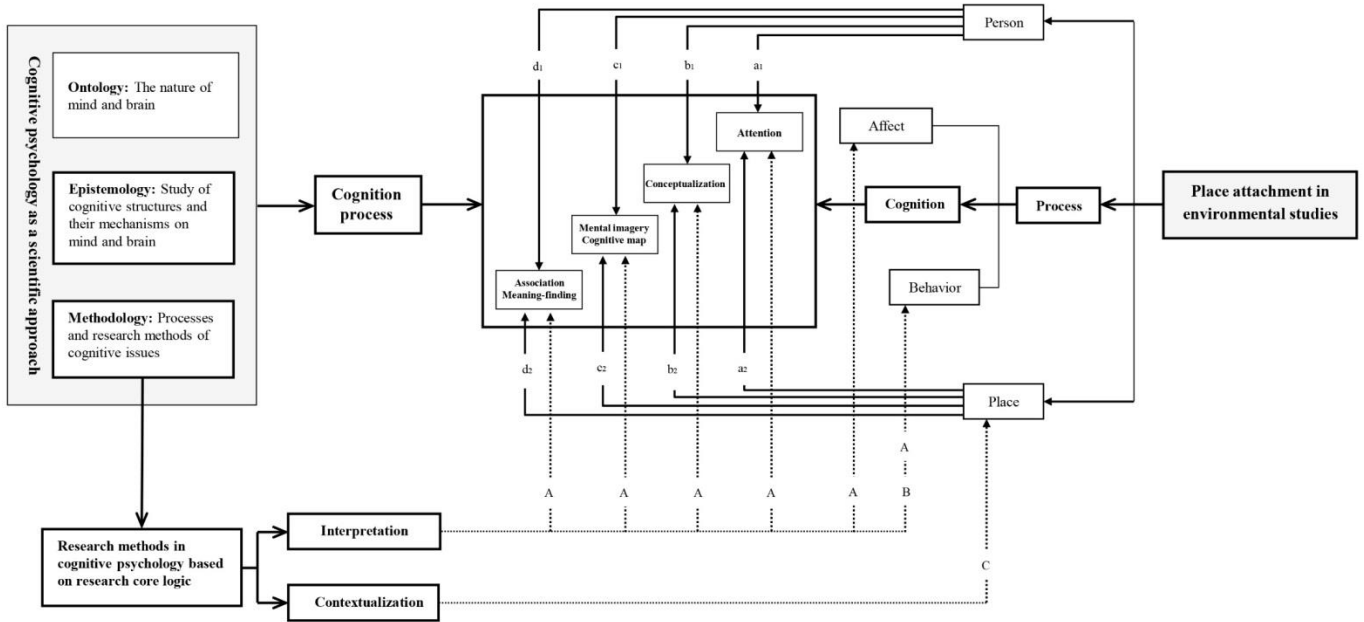 Cognitive psychology as a scientific approach
Ontology: The nature of
mind and brain
Epistemology: Study of
cognitive structures and
their mechanisms on
mind and brain
Methodology: Processes
and research methods of
cognitive issues
Cognition
process
d1
c1
b1
a1
Attention
Conceptualization
Mental imagery
Cognitive map
Association
Meaning-finding
d2
c2
b2
a2
Person
Affect
Cognition
Process
Behavior
Place
Place attachment in
environmental studies
A
A
A
A
A
A
B
C
Research methods in
cognitive psychology based
on research core logic
Interpretation
Contextualization